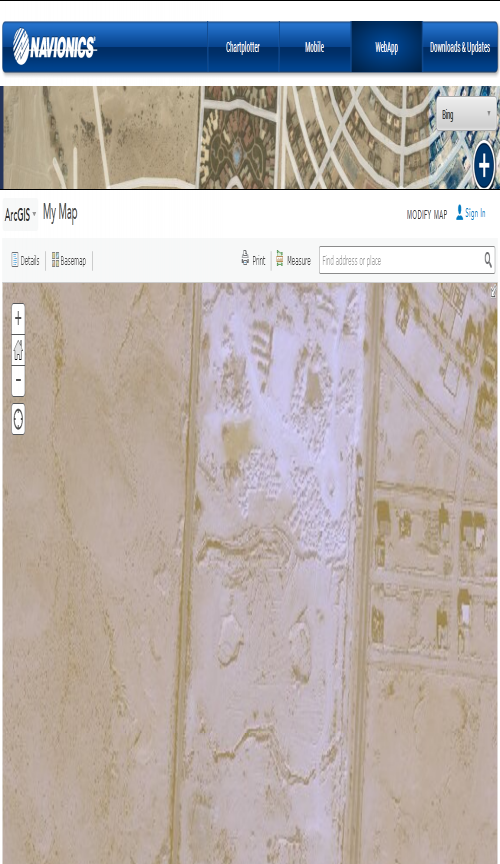 NAVIONICS
Chartplotter
Mobile
WebApp
Downloads & Updates
Bing
+
ArcGIS
My Map
MODIFY MAP
Sign In
Details
Basemap
Print
Measure
Find address or place
+
−